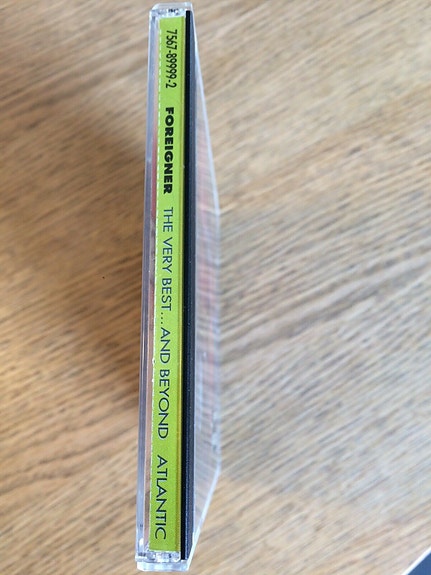 7567-89999-2 FOREIGNER THE VERY BEST... AND BEYOND ATLANTIC